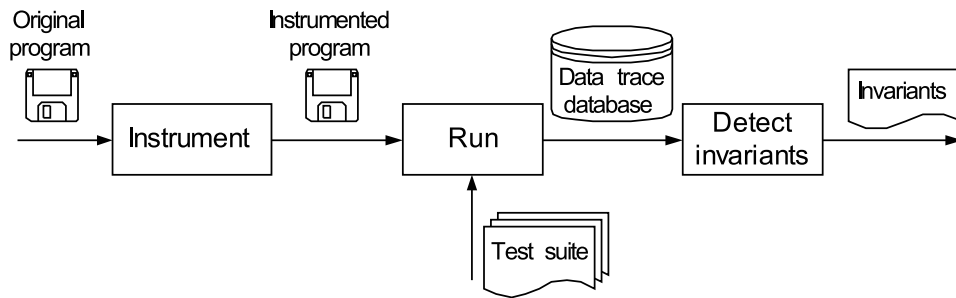 Original
program
Instrumented
program
Data trace
database
Invariants
Instrument
Run
Detect
invariants
Test suite